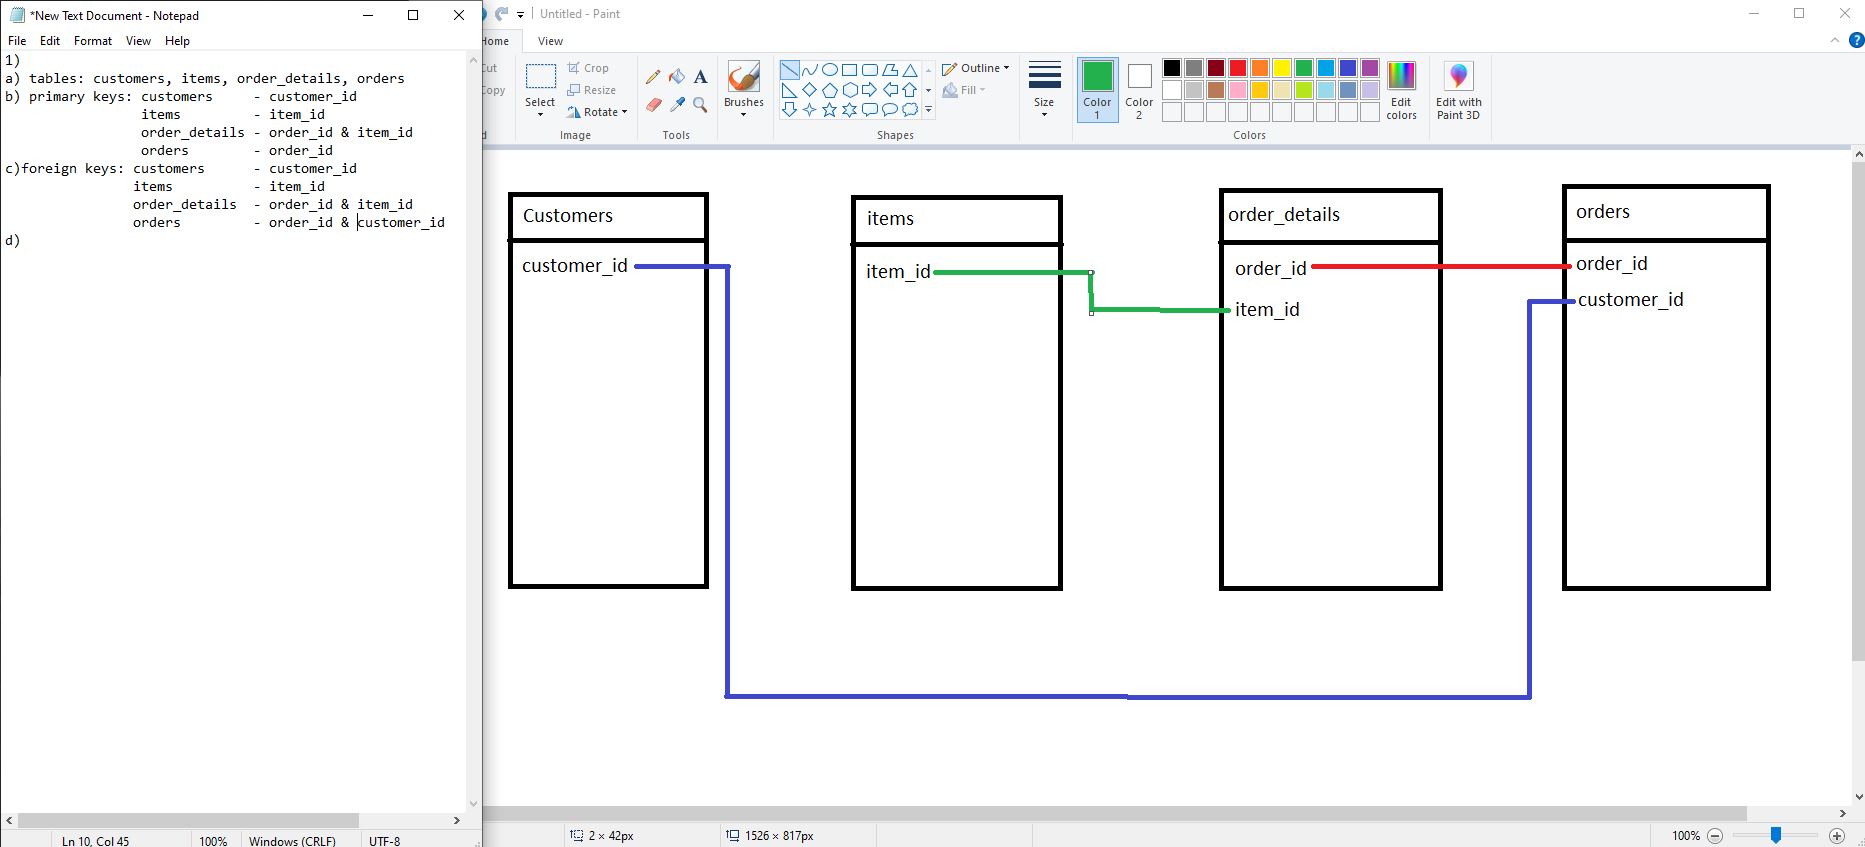 *New Text Document - Notepad
File Edit Format View Help
1)
a) tables: customers, items, order_details, orders
b) primary keys: customers - customer_id
items - item_id
order_details - order_id & item_id
orders - order_id
c)foreign keys: customers - customer_id
items - item_id
order_details - order_id & item_id
orders - order_id & customer_id
d)
Ln 10, Col 45 100% Windows (CRLF) UTF-8
Untitled - Paint
Home View
Cut
Copy
Select
Crop
Resize
Rotate
Image
A
Tools
Brushes
Outline
Fill
Shapes
Size
Color 1
Color 2
Edit colors
Colors
Edit with Paint 3D
Customers
customer_id
items
item_id
order_details
order_id
item_id
orders
order_id
customer_id
2 × 42px 1526 × 817px 100%